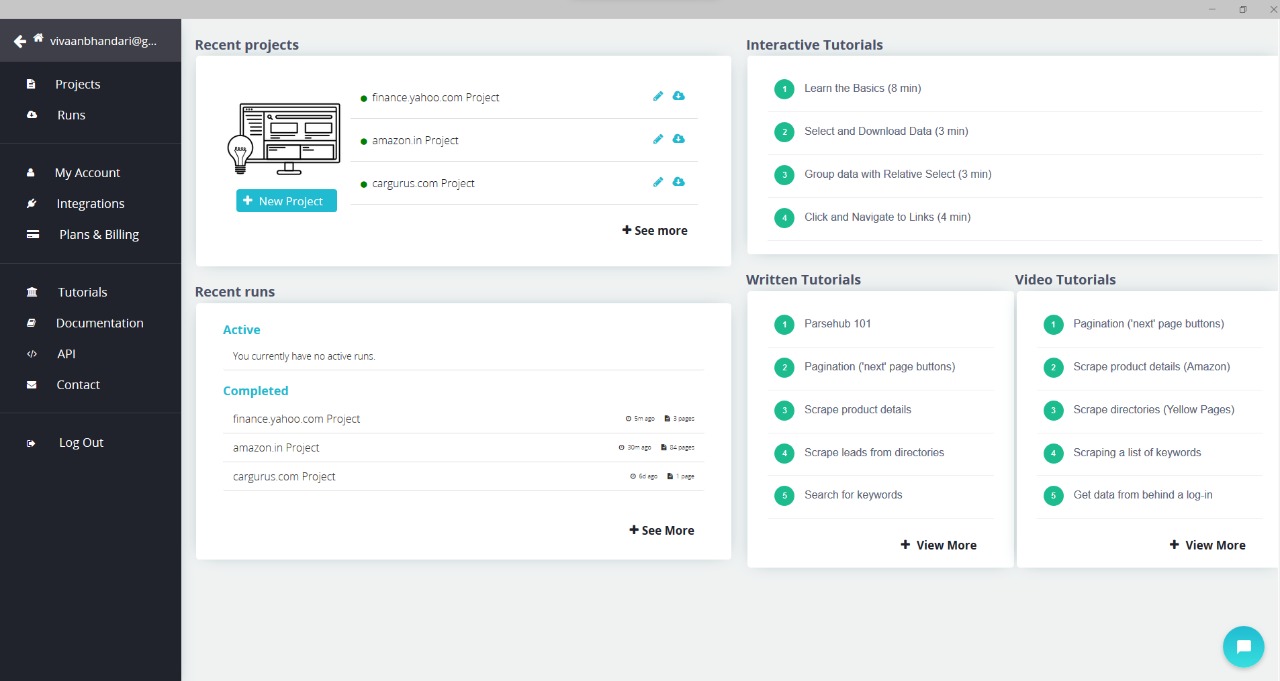 vivaanbhandari@g...
Projects
Runs
My Account
Integrations
Plans & Billing
Tutorials
Documentation
API
Contact
Log Out
Recent projects
finance.yahoo.com Project
amazon.in Project
cargurus.com Project
+ New Project
+ See more
Recent runs
Active
You currently have no active runs.
Completed
finance.yahoo.com Project 5m ago 3 pages
amazon.in Project 30m ago 84 pages
cargurus.com Project 6d ago 1 page
+ See More
Interactive Tutorials
1 Learn the Basics (8 min)
2 Select and Download Data (3 min)
3 Group data with Relative Select (3 min)
4 Click and Navigate to Links (4 min)
Written Tutorials
1 Parsehub 101
2 Pagination ('next' page buttons)
3 Scrape product details
4 Scrape leads from directories
5 Search for keywords
+ View More
Video Tutorials
1 Pagination ('next' page buttons)
2 Scrape product details (Amazon)
3 Scrape directories (Yellow Pages)
4 Scraping a list of keywords
5 Get data from behind a log-in
+ View More